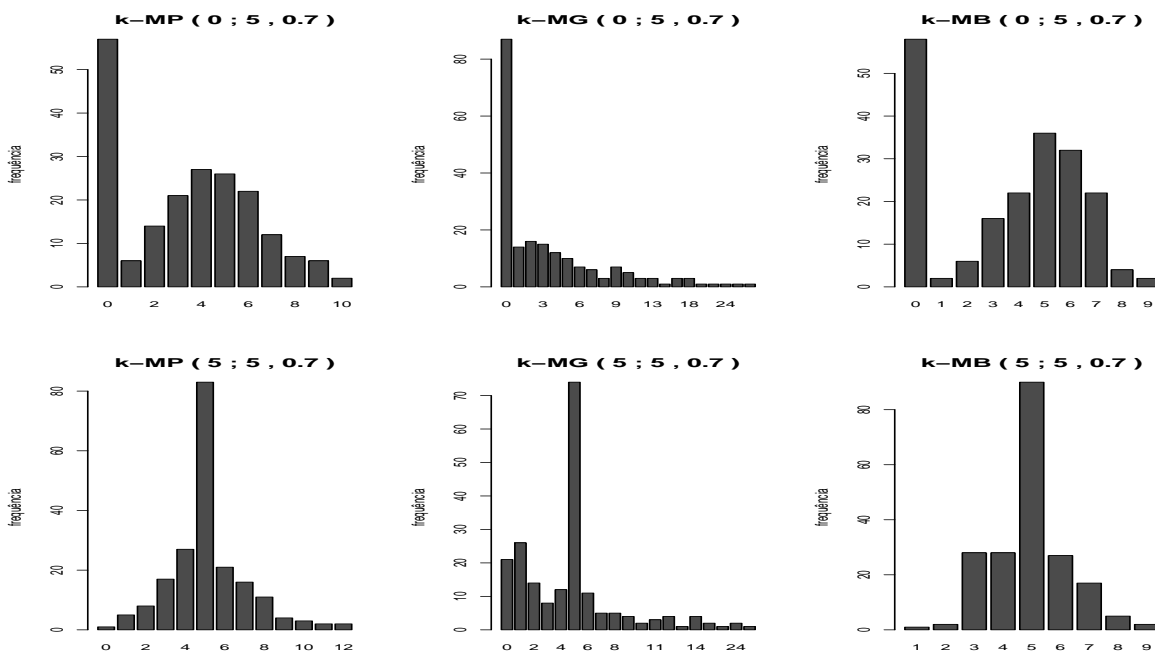 k−MP ( 0 ; 5 , 0.7 )
frequência
0 10 20 30 40 50
0 2 4 6 8 10
k−MG ( 0 ; 5 , 0.7 )
frequência
0 20 40 60 80
0 3 6 9 13 18 24
k−MB ( 0 ; 5 , 0.7 )
frequência
0 10 20 30 40 50
0 1 2 3 4 5 6 7 8 9
k−MP ( 5 ; 5 , 0.7 )
frequência
0 20 40 60 80
0 2 4 6 8 10 12
k−MG ( 5 ; 5 , 0.7 )
frequência
0 10 20 30 40 50 60 70
0 2 4 6 8 11 14 24
k−MB ( 5 ; 5 , 0.7 )
frequência
0 20 40 60 80
1 2 3 4 5 6 7 8 9